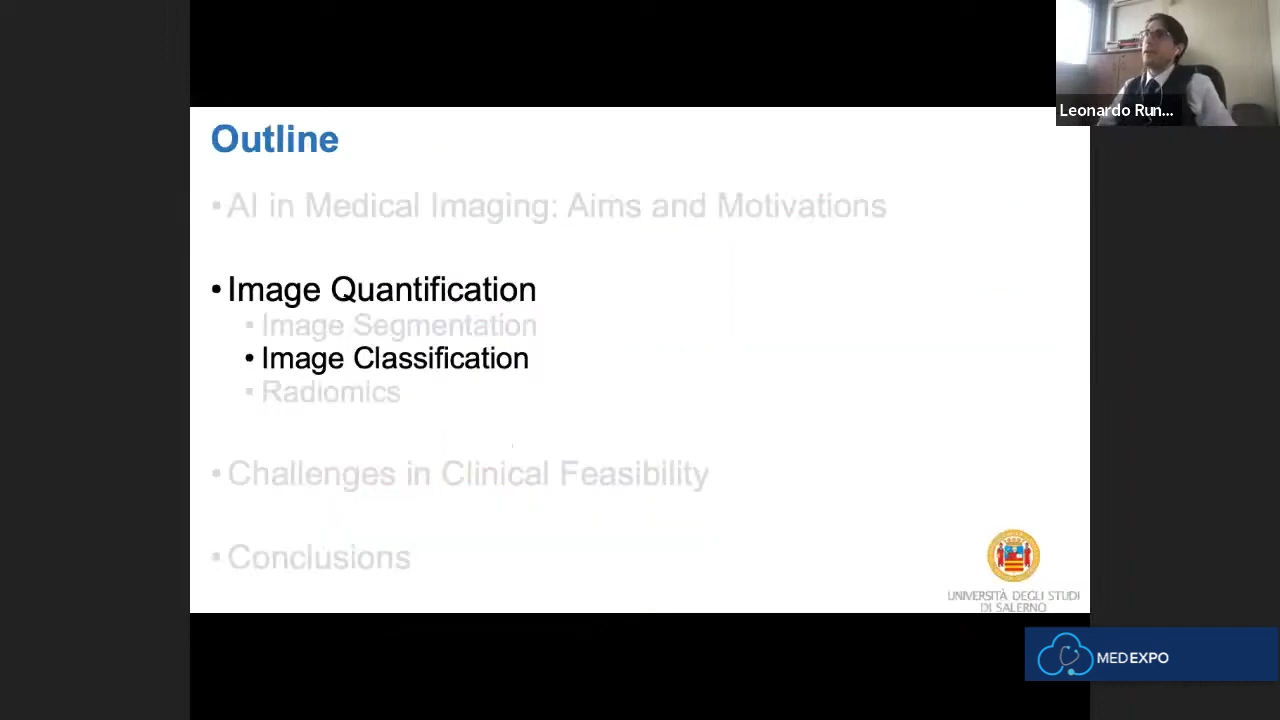 Leonardo Run...
Outline
• AI in Medical Imaging: Aims and Motivations
• Image Quantification
• Image Segmentation
• Image Classification
• Radiomics
• Challenges in Clinical Feasibility
• Conclusions
UNIVERSITÀ DEGLI STUDI
DI SALERNO
MEDEXPO